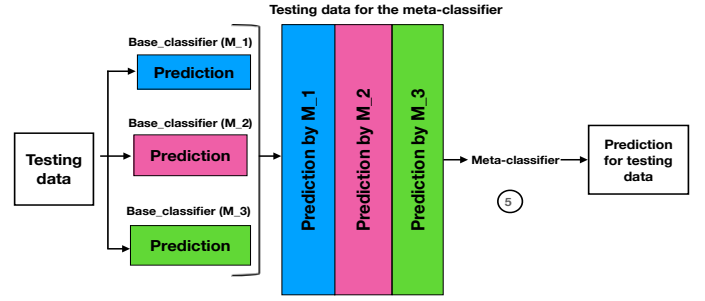 Testing data for the meta-classifier
Base_classifier (M_1)
Prediction
Base_classifier (M_2)
Prediction
Base_classifier (M_3)
Prediction
Testing
data
Prediction by M_1
Prediction by M_2
Prediction by M_3
Meta-classifier
5
Prediction
for testing
data